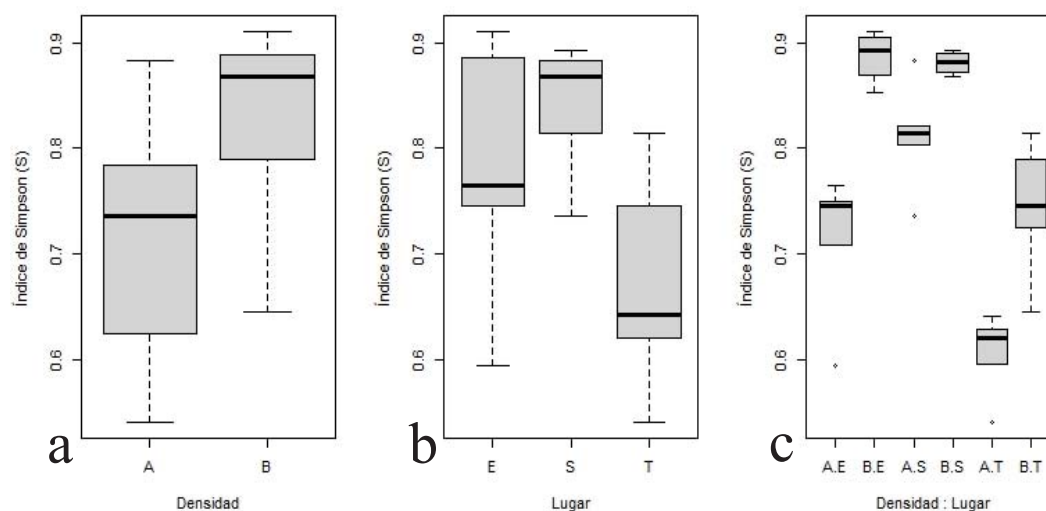 Índice de Simpson (S)
0.9
0.8
0.7
0.6
A B
Densidad
a
Índice de Simpson (S)
0.9
0.8
0.7
0.6
E S T
Lugar
b
Índice de Simpson (S)
0.9
0.8
0.7
0.6
A.E B.E A.S B.S A.T B.T
Densidad : Lugar
c